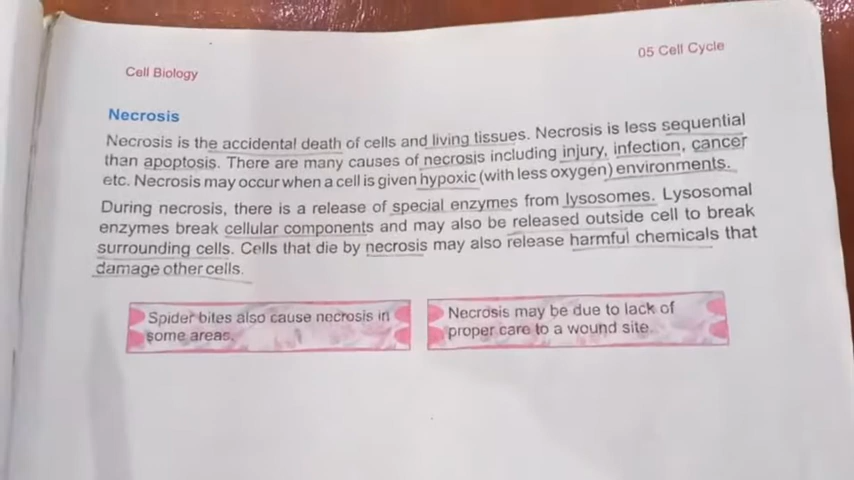 Cell Biology
05 Cell Cycle
Necrosis
Necrosis is the accidental death of cells and living tissues. Necrosis is less sequential
than apoptosis. There are many causes of necrosis including injury, infection, cancer
etc. Necrosis may occur when a cell is given hypoxic (with less oxygen) environments.
During necrosis, there is a release of special enzymes from lysosomes. Lysosomal
enzymes break cellular components and may also be released outside cell to break
surrounding cells. Cells that die by necrosis may also release harmful chemicals that
damage other cells.
Spider bites also cause necrosis in
some areas.
Necrosis may be due to lack of
proper care to a wound site.